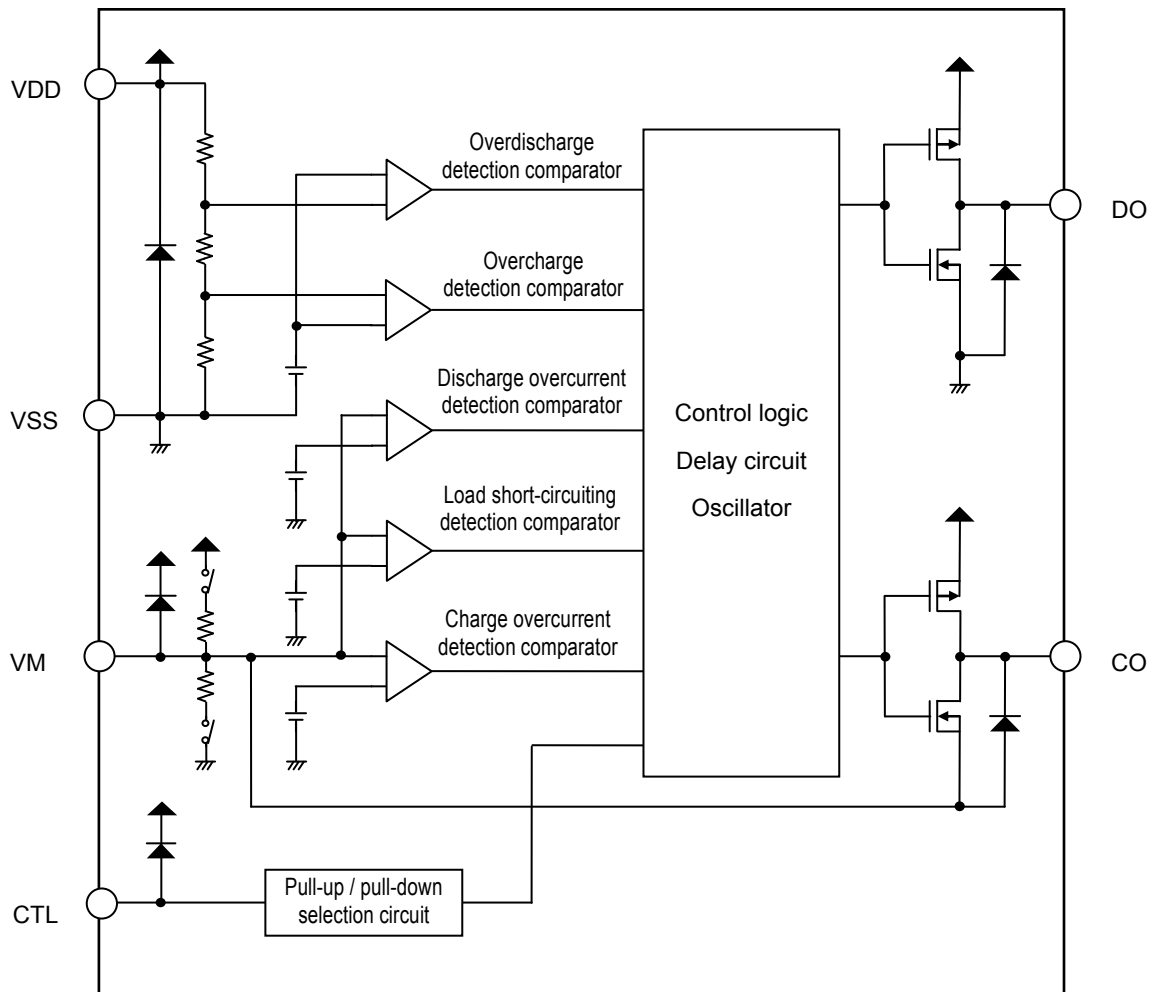 VDD
Overdischarge
detection comparator
DO
Overcharge
detection comparator
Discharge overcurrent
detection comparator
VSS
Control logic
Delay circuit
Oscillator
Load short-circuiting
detection comparator
Charge overcurrent
detection comparator
VM
CO
Pull-up / pull-down
selection circuit
CTL